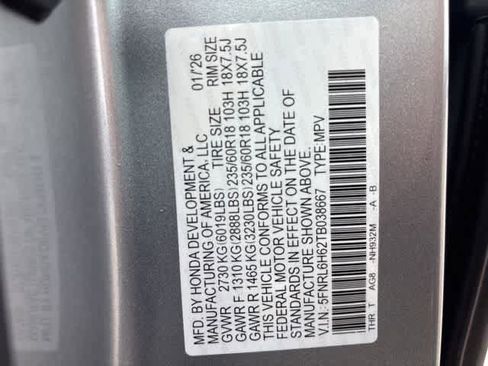 MFD. BY HONDA DEVELOPMENT & 01/26
MANUFACTURING OF AMERICA, LLC
GVWR 2730 KG(6019LBS) TIRE SIZE RIM SIZE
GAWR F 1310 KG(2888LBS) 235/60R18 103H 18X7.5J
GAWR R 1465 KG(3230LBS) 235/60R18 103H 18X7.5J
THIS VEHICLE CONFORMS TO ALL APPLICABLE
FEDERAL MOTOR VEHICLE SAFETY
STANDARDS IN EFFECT ON THE DATE OF
MANUFACTURE SHOWN ABOVE.
V.I.N: 5FNRL6H62TB038667 TYPE:MPV
THR T AG8 -NH932M -A -B